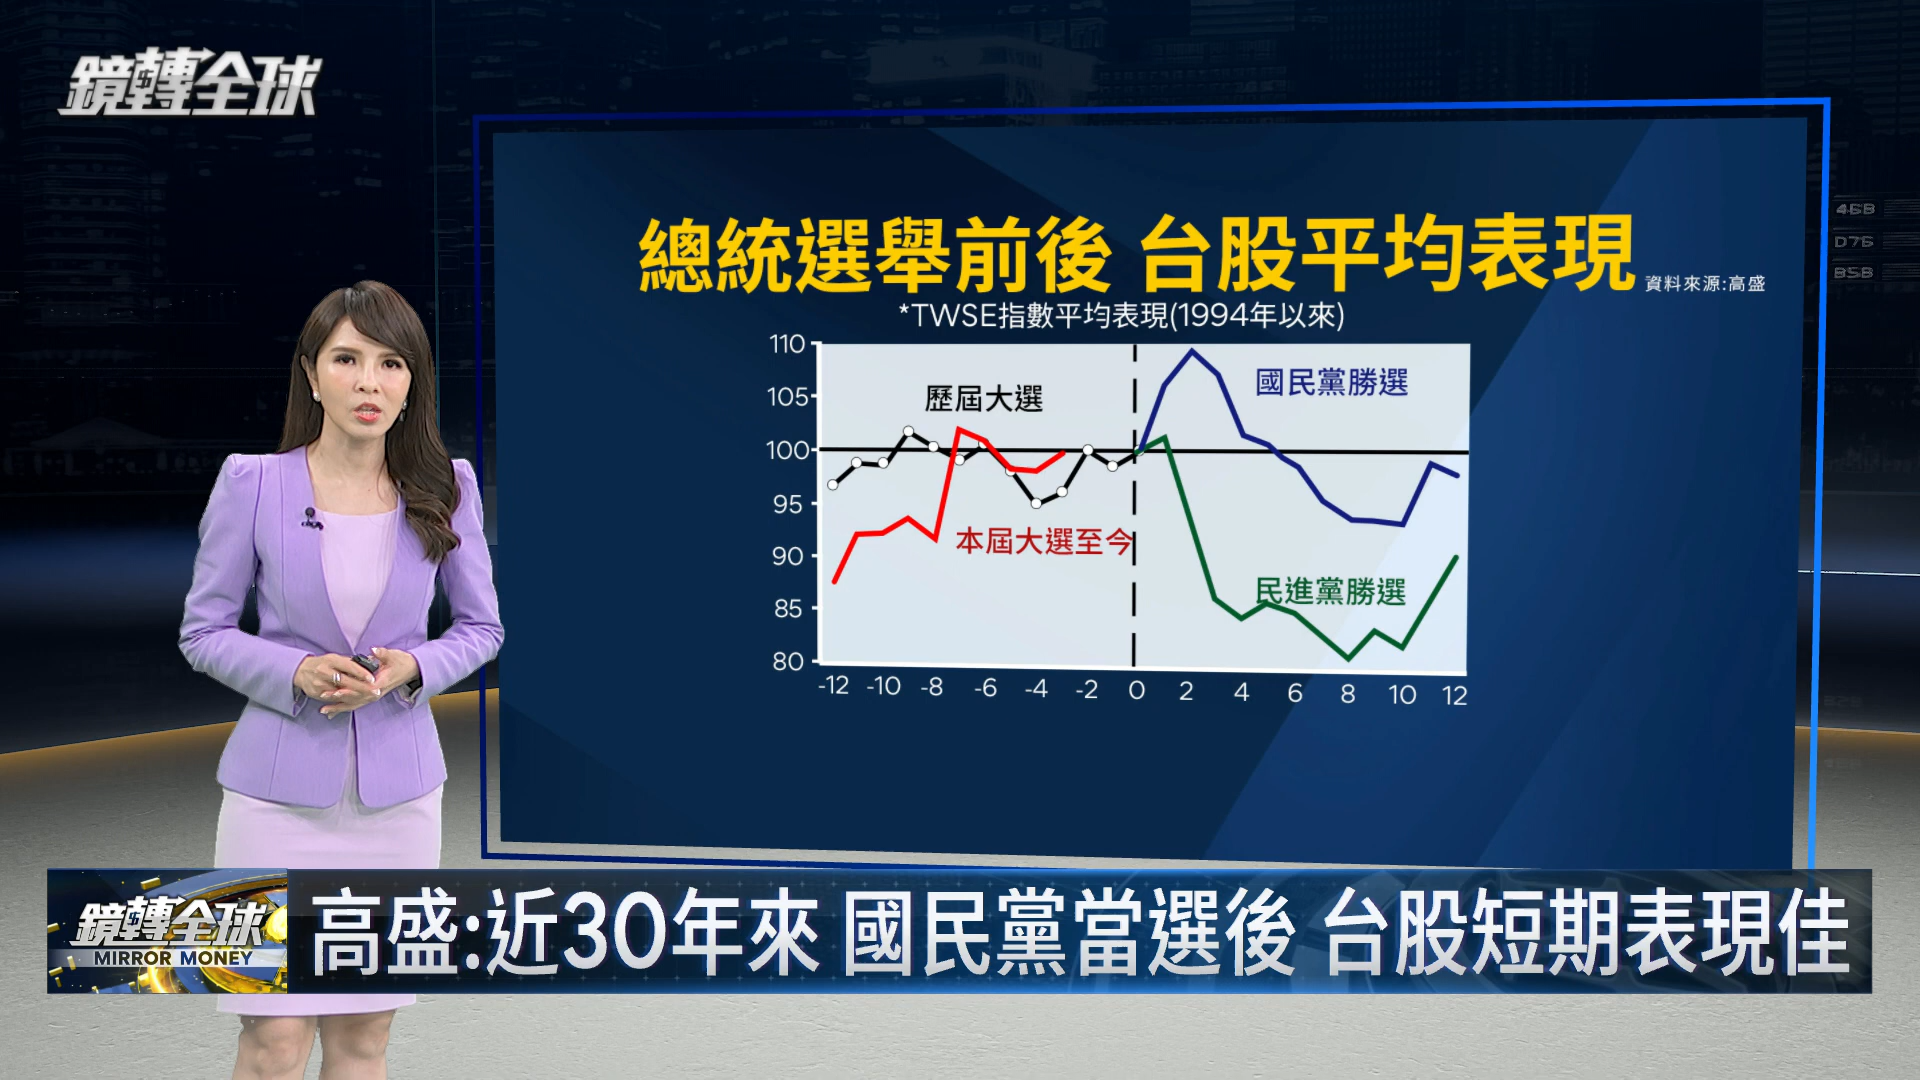 鏡轉全球
總統選舉前後 台股平均表現
資料來源:高盛
*TWSE指數平均表現(1994年以來)
110
105
100
95
90
85
80
歷屆大選
國民黨勝選
本屆大選至今
民進黨勝選
-12 -10 -8 -6 -4 -2 0 2 4 6 8 10 12
46B
D76
B5B
鏡轉全球
MIRROR MONEY
高盛:近30年來 國民黨當選後 台股短期表現佳